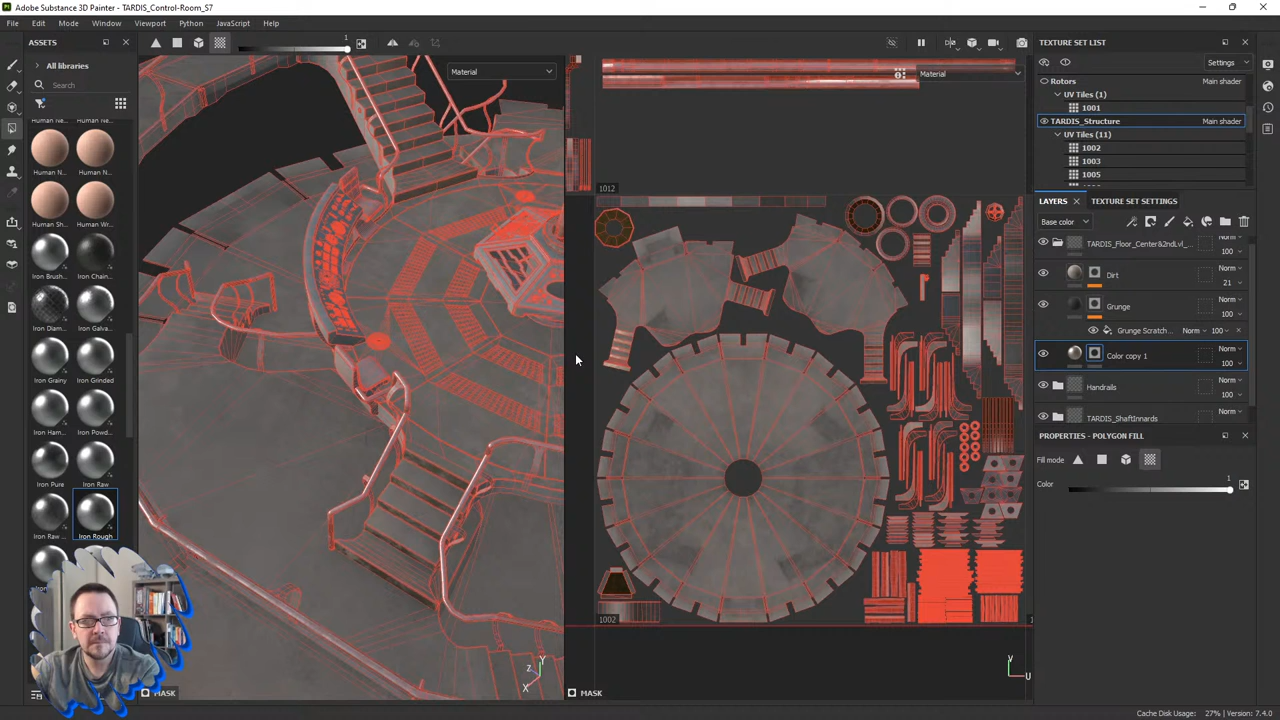 Adobe Substance 3D Painter - TARDIS_Control-Room_S7
File Edit Mode Window Viewport Python JavaScript Help
ASSETS
All libraries
Search
Human Ne... Human Ne...
Human N... Human N...
Human Sh... Human Wr...
Iron Brush... Iron Chain...
Iron Diam... Iron Galva...
Iron Grainy Iron Grinded
Iron Ham... Iron Powd...
Iron Pure Iron Raw
Iron Raw ... Iron Rough
1
Material
Material
1012
1002
Y
Z
X
V
U
MASK
MASK
TEXTURE SET LIST
Settings
Rotors Main shader
UV Tiles (1)
1001
TARDIS_Structure Main shader
UV Tiles (11)
1002
1003
1005
LAYERS TEXTURE SET SETTINGS
Base color
TARDIS_Floor_Center&2ndLvl_... Norm
100
Dirt Norm
21
Grunge Norm
100
Grunge Scratch... Norm 100
Color copy 1 Norm
100
Handrails Norm
100
TARDIS_ShaftInnards Norm
PROPERTIES - POLYGON FILL
Fill mode
Color 1
Cache Disk Usage: 27% | Version: 7.4.0